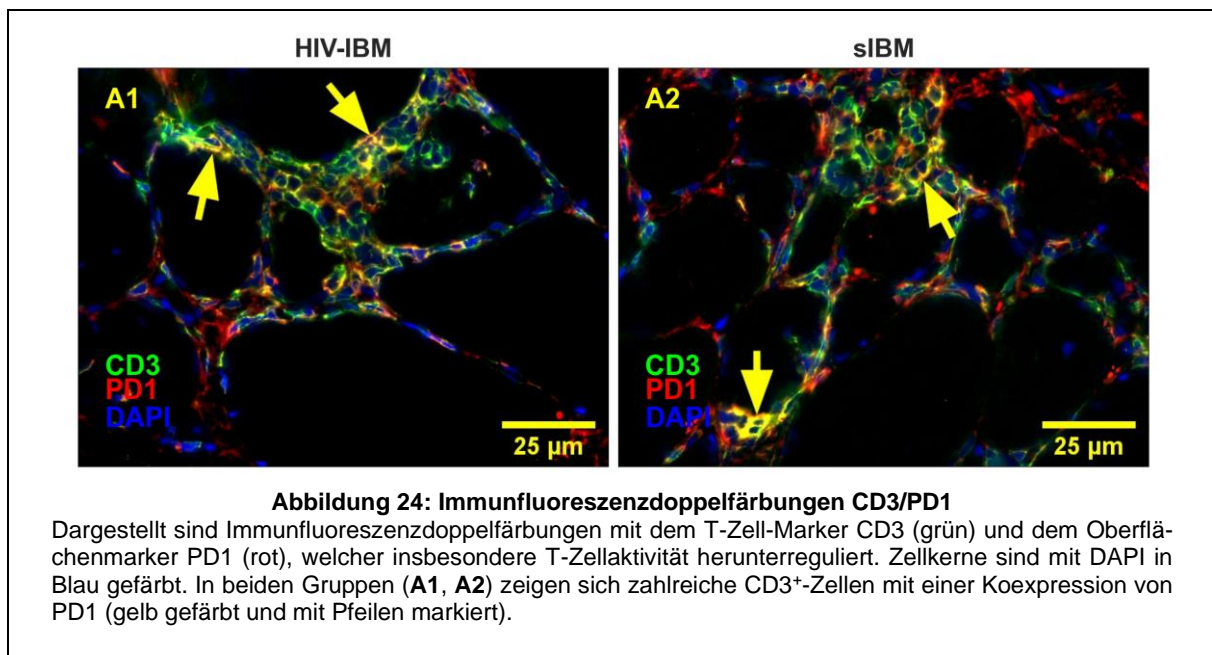 HIV-IBM
sIBM
A1
A2
CD3
PD1
DAPI
25 µm
CD3
PD1
DAPI
25 µm
Abbildung 24: Immunfluoreszenzdoppelfärbungen CD3/PD1
Dargestellt sind Immunfluoreszenzdoppelfärbungen mit dem T-Zell-Marker CD3 (grün) und dem Oberflä-
chenmarker PD1 (rot), welcher insbesondere T-Zellaktivität herunterreguliert. Zellkerne sind mit DAPI in
Blau gefärbt. In beiden Gruppen (A1, A2) zeigen sich zahlreiche CD3⁺-Zellen mit einer Koexpression von
PD1 (gelb gefärbt und mit Pfeilen markiert).